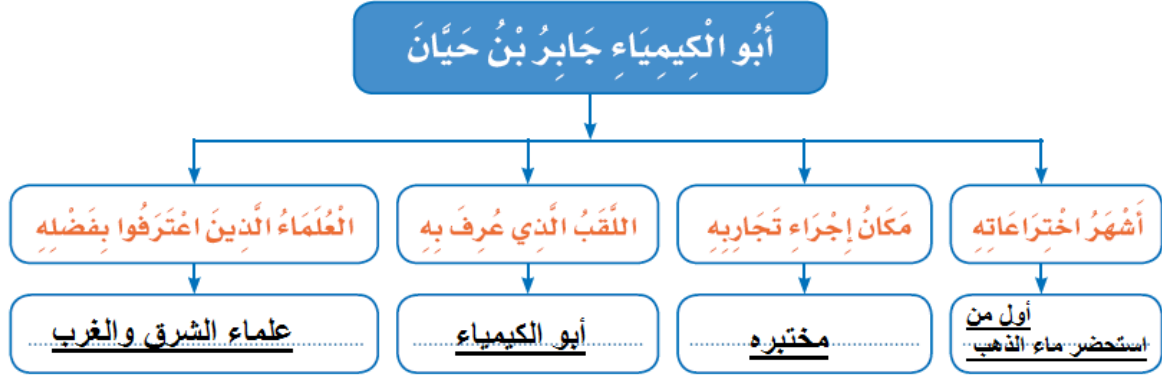 أَبُو الْكِيمِيَاءِ جَابِرُ بْنُ حَيَّانَ
أَشْهَرُ اخْتِرَاعَاتِهِ
مَكَانُ إِجْرَاءِ تَجَارِبِهِ
اللَّقَبُ الَّذِي عُرِفَ بِهِ
الْعُلَمَاءُ الَّذِينَ اعْتَرَفُوا بِفَضْلِهِ
أول من
استحضر ماء الذهب
مختبره
أبو الكيمياء
علماء الشرق والغرب